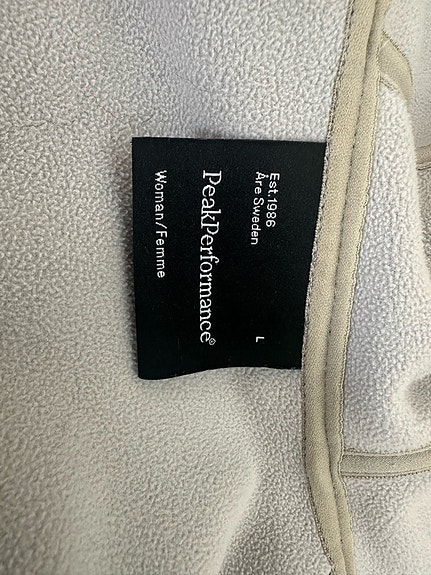 Est.1986
Åre Sweden
L
PeakPerformance®
Woman/Femme